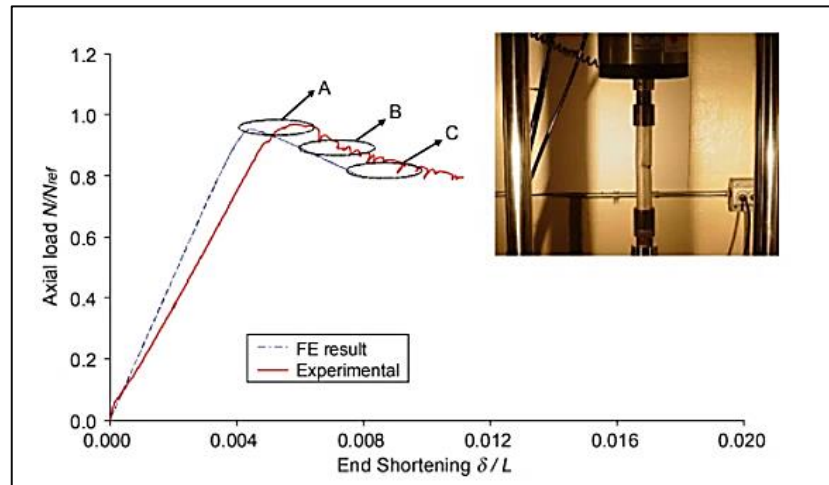 1.2
1.0
0.8
0.6
0.4
0.2
0.0
Axial load N/Nref
A
B
C
FE result
Experimental
0.000 0.004 0.008 0.012 0.016 0.020
End Shortening δ / L